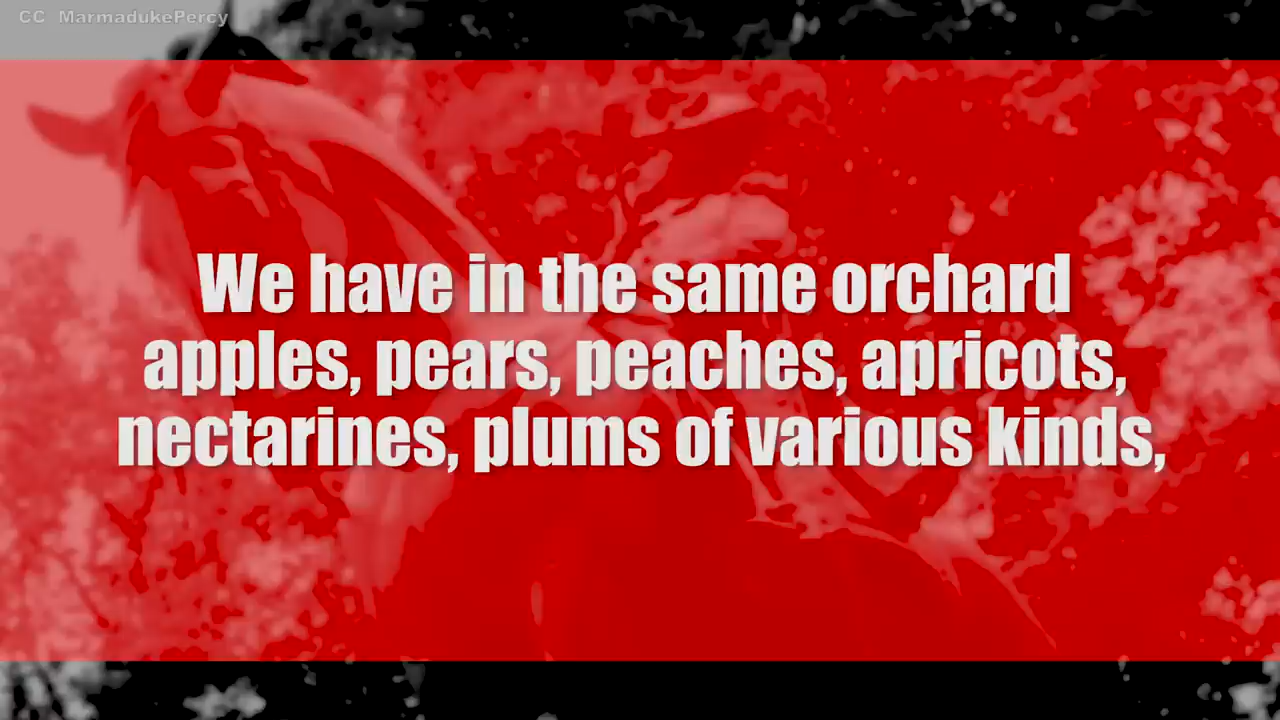 CC MarmadukePercy
We have in the same orchard
apples, pears, peaches, apricots,
nectarines, plums of various kinds,